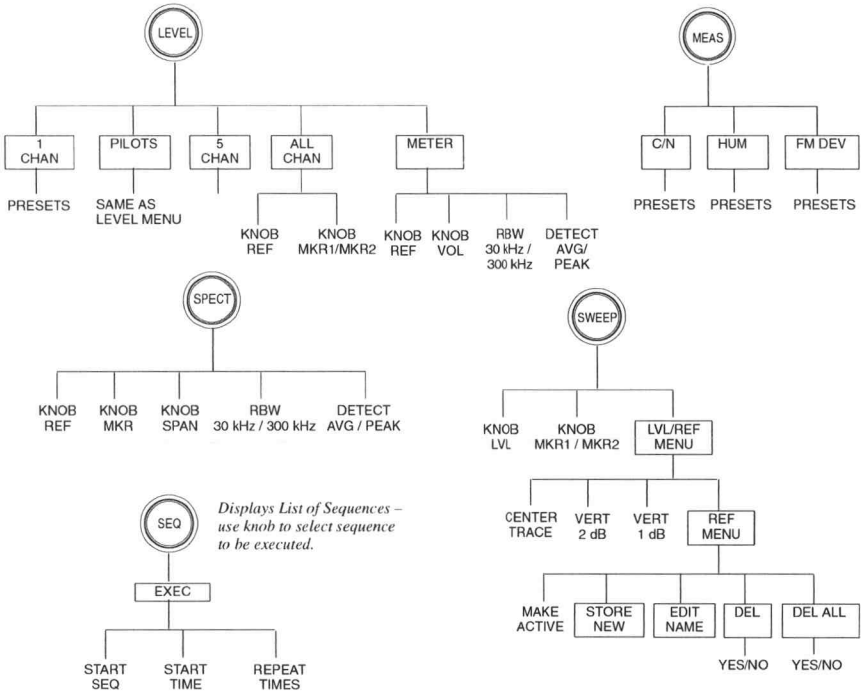 LEVEL
1
CHAN
PILOTS
5
CHAN
ALL
CHAN
METER
PRESETS
SAME AS
LEVEL MENU
KNOB
REF
KNOB
MKR1/MKR2
KNOB
REF
KNOB
VOL
RBW
30 kHz /
300 kHz
DETECT
AVG/
PEAK
MEAS
C/N
HUM
FM DEV
PRESETS
PRESETS
PRESETS
SPECT
KNOB
REF
KNOB
MKR
KNOB
SPAN
RBW
30 kHz / 300 kHz
DETECT
AVG / PEAK
SWEEP
KNOB
LVL
KNOB
MKR1 / MKR2
LVL/REF
MENU
CENTER
TRACE
VERT
2 dB
VERT
1 dB
REF
MENU
MAKE
ACTIVE
STORE
NEW
EDIT
NAME
DEL
DEL ALL
YES/NO
YES/NO
SEQ
Displays List of Sequences –
use knob to select sequence
to be executed.
EXEC
START
SEQ
START
TIME
REPEAT
TIMES